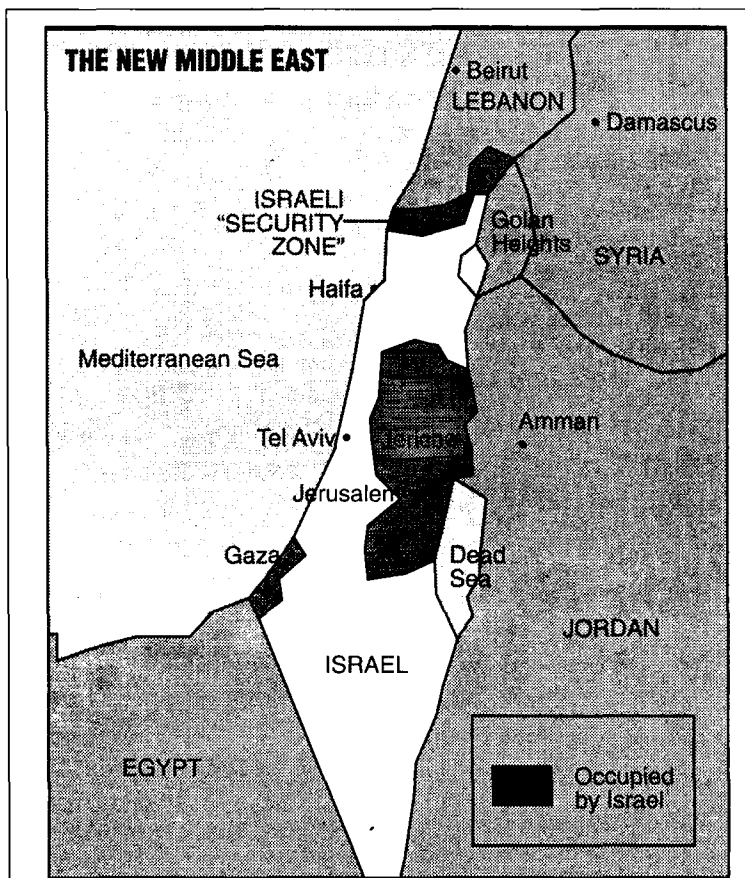 THE NEW MIDDLE EAST
Beirut
LEBANON
Damascus
ISRAELI
"SECURITY
ZONE"
Golan
Heights
SYRIA
Haifa
Mediterranean Sea
Tel Aviv
Jericho
Amman
Jerusalem
Gaza
Dead
Sea
JORDAN
ISRAEL
EGYPT
Occupied
by Israel